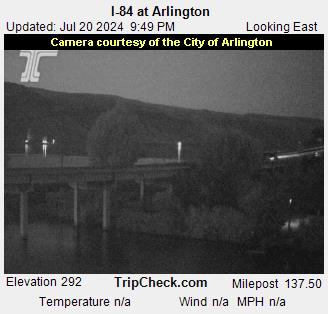 I-84 at Arlington
Updated: Jul 20 2024 9:49 PM Looking East
Camera courtesy of the City of Arlington
Elevation 292 TripCheck.com Milepost 137.50
Temperature n/a Wind n/a MPH n/a